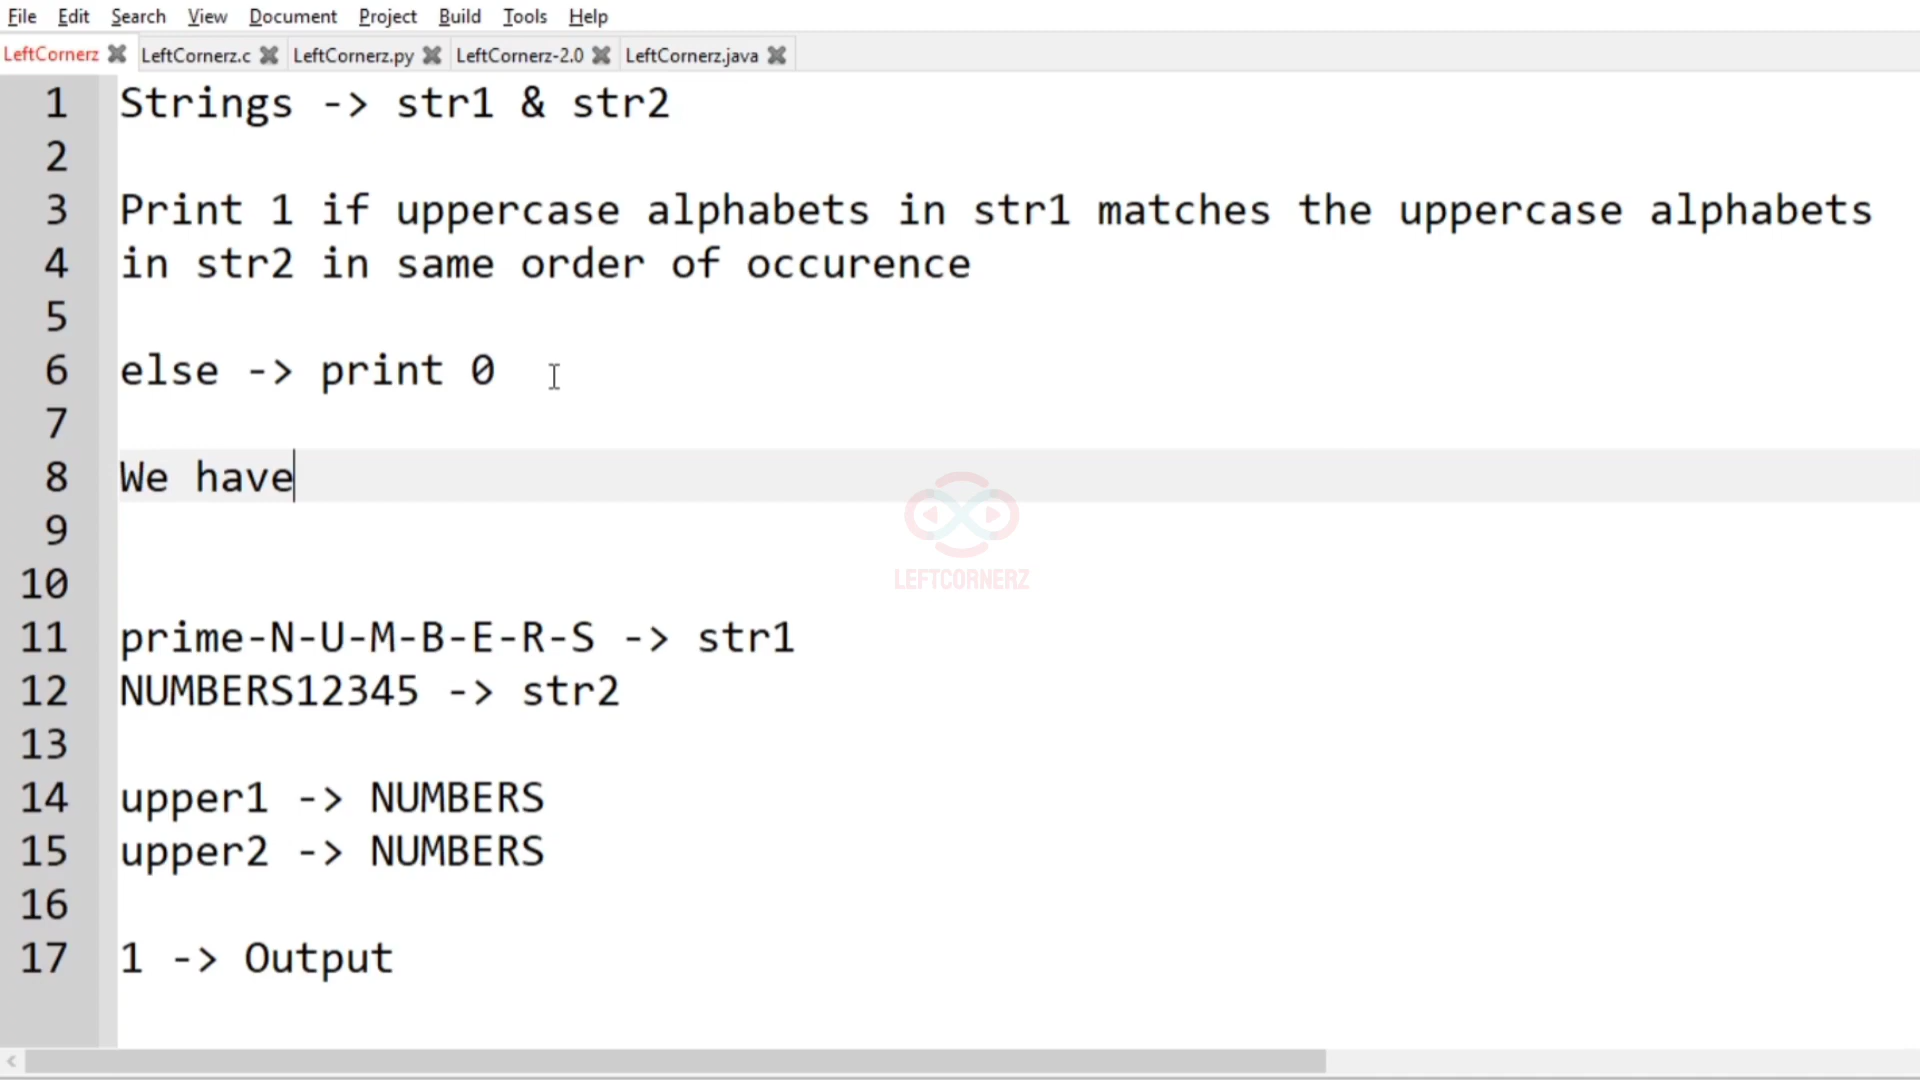 File Edit Search View Document Project Build Tools Help
LeftCornerz LeftCornerz.c LeftCornerz.py LeftCornerz-2.0 LeftCornerz.java
1 Strings -> str1 & str2
2
3 Print 1 if uppercase alphabets in str1 matches the uppercase alphabets
4 in str2 in same order of occurence
5
6 else -> print 0
7
8 We have
9
10
11 prime-N-U-M-B-E-R-S -> str1
12 NUMBERS12345 -> str2
13
14 upper1 -> NUMBERS
15 upper2 -> NUMBERS
16
17 1 -> Output
LEFTCORNERZ